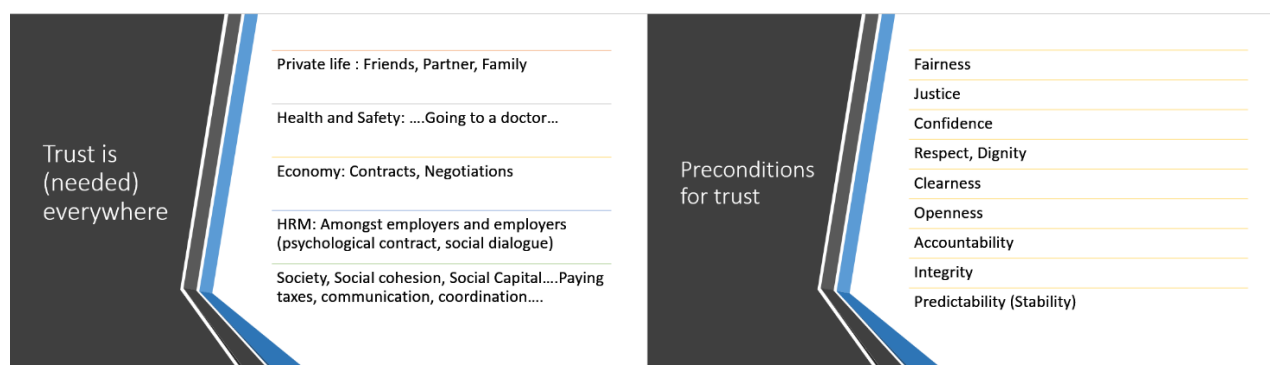 Trust is
(needed)
everywhere
Private life : Friends, Partner, Family
Health and Safety: ....Going to a doctor...
Economy: Contracts, Negotiations
HRM: Amongst employers and employers
(psychological contract, social dialogue)
Society, Social cohesion, Social Capital....Paying
taxes, communication, coordination....
Preconditions
for trust
Fairness
Justice
Confidence
Respect, Dignity
Clearness
Openness
Accountability
Integrity
Predictability (Stability)